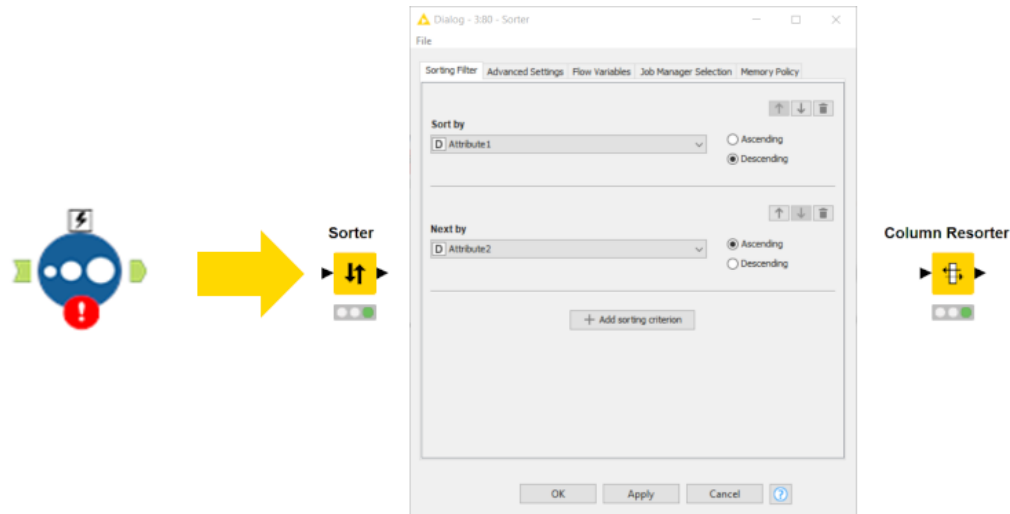 Dialog - 3:80 - Sorter
File
Sorting Filter Advanced Settings Flow Variables Job Manager Selection Memory Policy
Sort by
D Attribute1
Ascending
Descending
Next by
D Attribute2
Ascending
Descending
+ Add sorting criterion
OK Apply Cancel ?
Sorter
Column Resorter